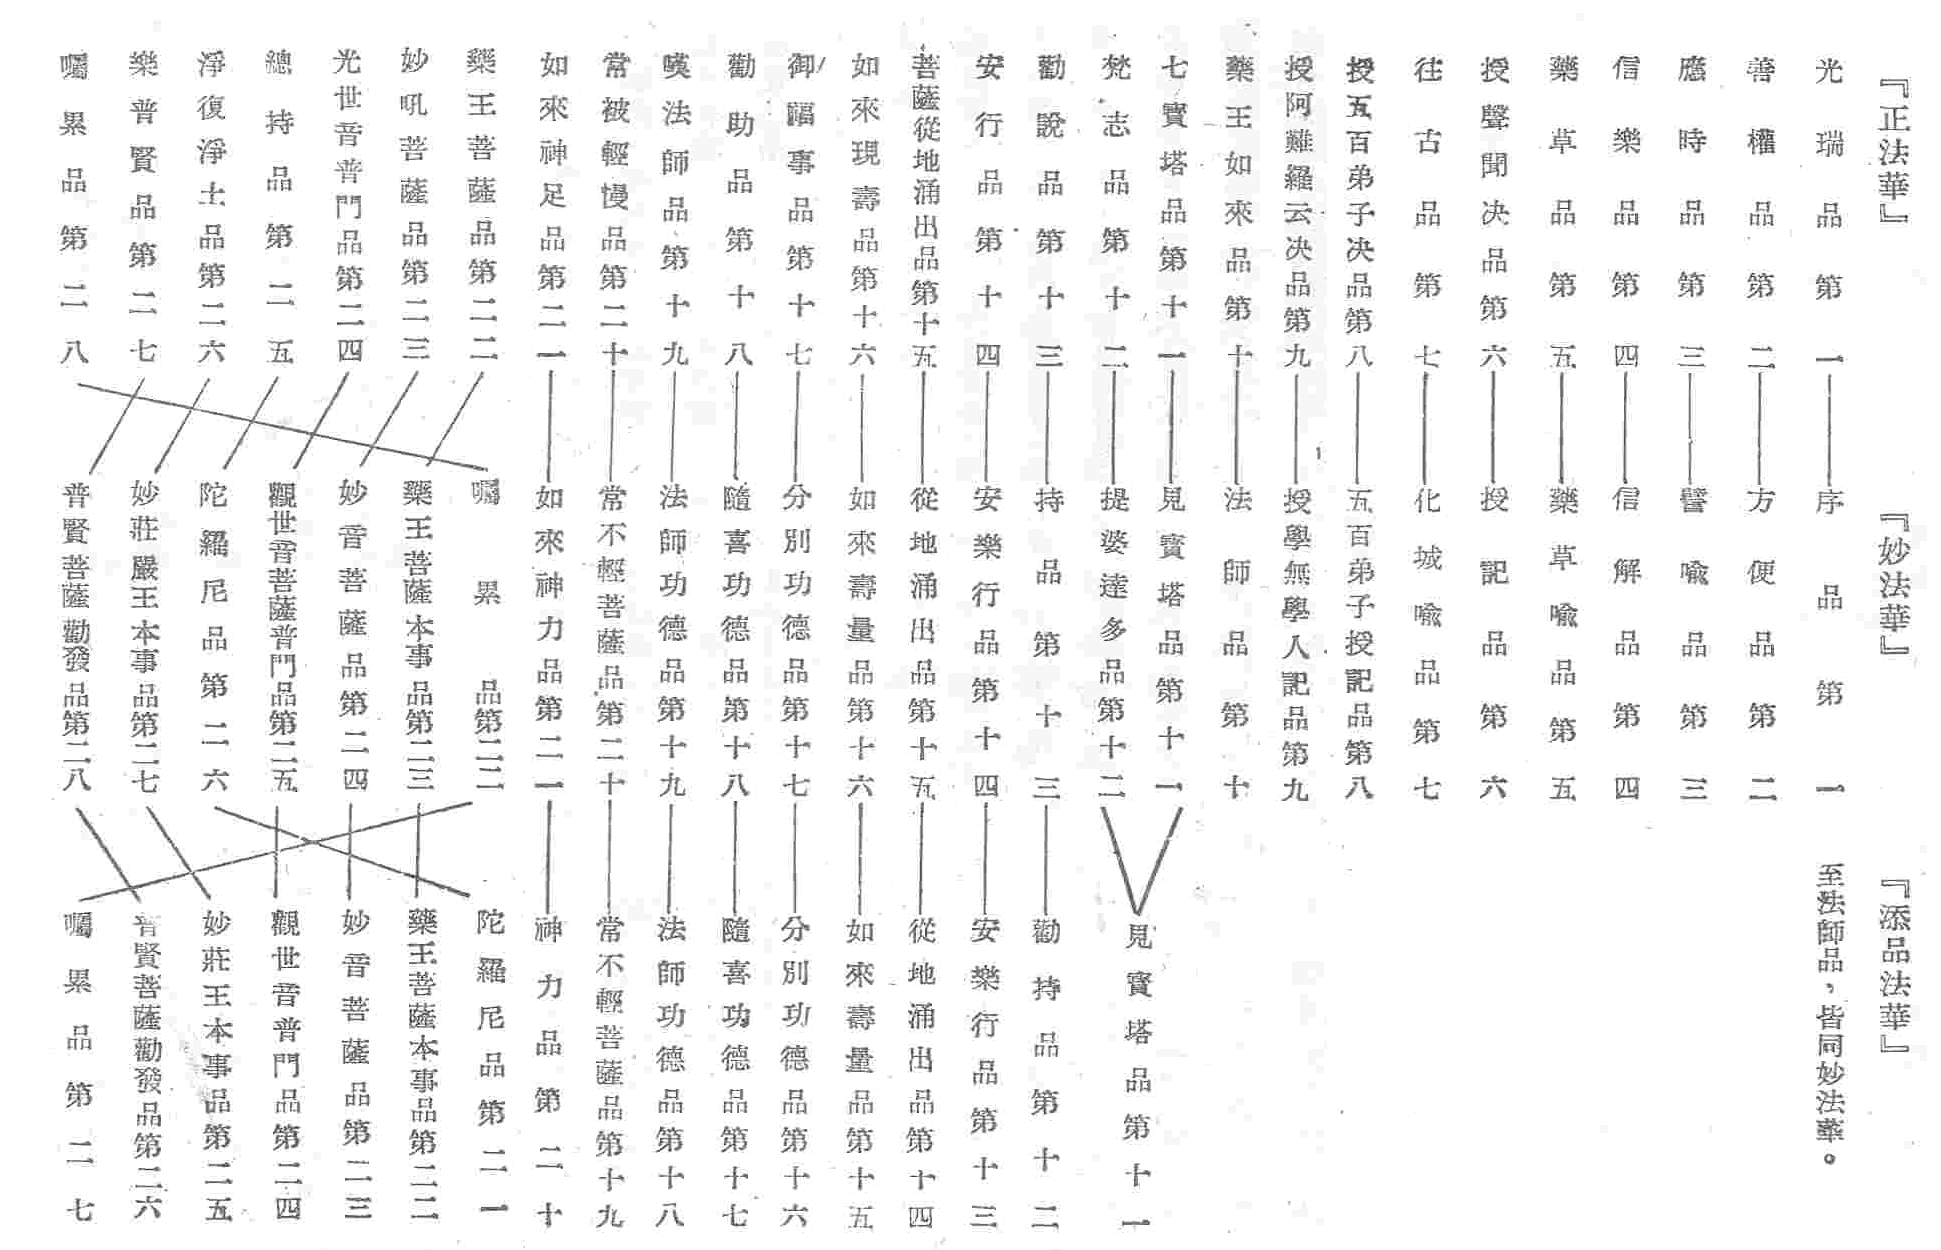 『正法華』
光瑞品第一
善權品第二
應時品第三
信樂品第四
藥草品第五
授聲聞决品第六
往古品第七
授五百弟子决品第八
授阿難羅云决品第九
藥王如來品第十
七寶塔品第十一
梵志品第十二
勸說品第十三
安行品第十四
菩薩從地涌出品第十五
如來現壽品第十六
御福事品第十七
勸助品第十八
嘆法師品第十九
常被輕慢品第二十
如來神足品第二一
藥王菩薩品第二二
妙吼菩薩品第二三
光世音普門品第二四
總持品第二五
淨復淨土品第二六
樂普賢品第二七
囑累品第二八
『妙法華』
序品第一
方便品第二
譬喻品第三
信解品第四
藥草喻品第五
授記品第六
化城喻品第七
五百弟子授記品第八
授學無學人記品第九
法師品第十
見寶塔品第十一
提婆達多品第十二
持品第十三
安樂行品第十四
從地涌出品第十五
如來壽量品第十六
分別功德品第十七
隨喜功德品第十八
法師功德品第十九
常不輕菩薩品第二十
如來神力品第二一
囑累品第二二
藥王菩薩本事品第二三
妙音菩薩品第二四
觀世音菩薩普門品第二五
陀羅尼品第二六
妙莊嚴王本事品第二七
普賢菩薩勸發品第二八
『添品法華』
至法師品，皆同妙法華。
見寶塔品第十一
勸持品第十二
安樂行品第十三
從地涌出品第十四
如來壽量品第十五
分別功德品第十六
隨喜功德品第十七
法師功德品第十八
常不輕菩薩品第十九
神力品第二十
陀羅尼品第二一
藥王菩薩本事品第二二
妙音菩薩品第二三
觀世音普門品第二四
妙莊王本事品第二五
普賢菩薩勸發品第二六
囑累品第二七